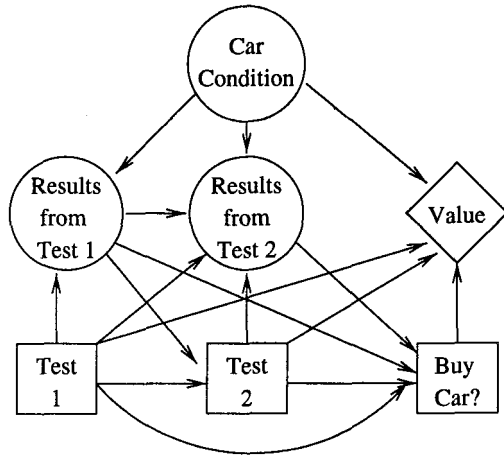 Car
Condition
Results
from
Test 1
Results
from
Test 2
Value
Test
1
Test
2
Buy
Car?